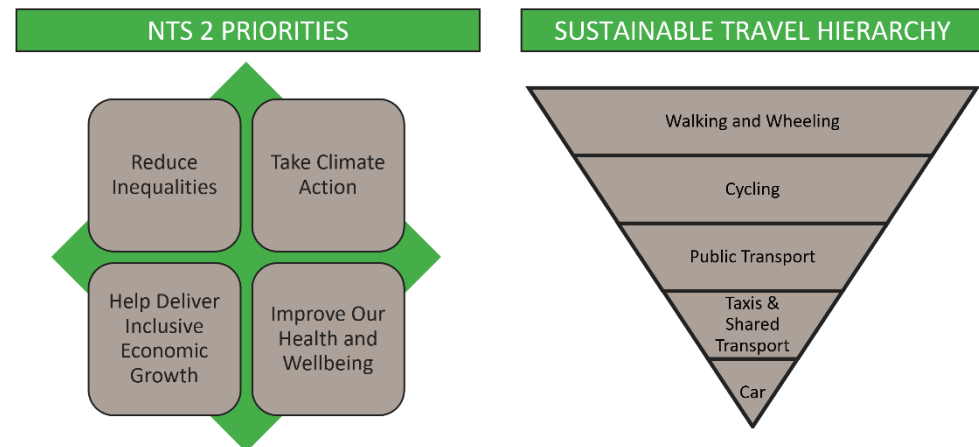 NTS 2 PRIORITIES
Reduce
Inequalities
Take Climate
Action
Help Deliver
Inclusive
Economic
Growth
Improve Our
Health and
Wellbeing
SUSTAINABLE TRAVEL HIERARCHY
Walking and Wheeling
Cycling
Public Transport
Taxis &
Shared
Transport
Car